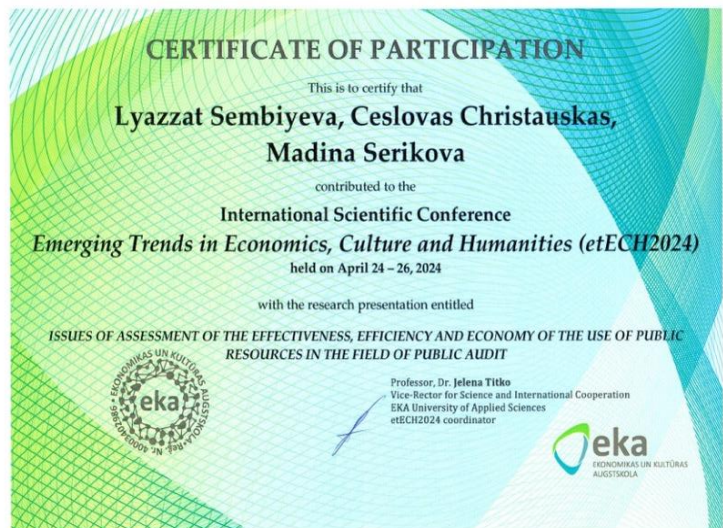 CERTIFICATE OF PARTICIPATION
This is to certify that
Lyazzat Sembiyeva, Ceslovas Christauskas,
Madina Serikova
contributed to the
International Scientific Conference
Emerging Trends in Economics, Culture and Humanities (etECH2024)
held on April 24 – 26, 2024
with the research presentation entitled
ISSUES OF ASSESSMENT OF THE EFFECTIVENESS, EFFICIENCY AND ECONOMY OF THE USE OF PUBLIC
RESOURCES IN THE FIELD OF PUBLIC AUDIT
EKONOMIKAS UN KULTŪRAS AUGSTSKOLA • Reģ. Nr. 40003402986 •
eka
Professor, Dr. Jelena Titko
Vice-Rector for Science and International Cooperation
EKA University of Applied Sciences
etECH2024 coordinator
eka
EKONOMIKAS UN KULTŪRAS
AUGSTSKOLA